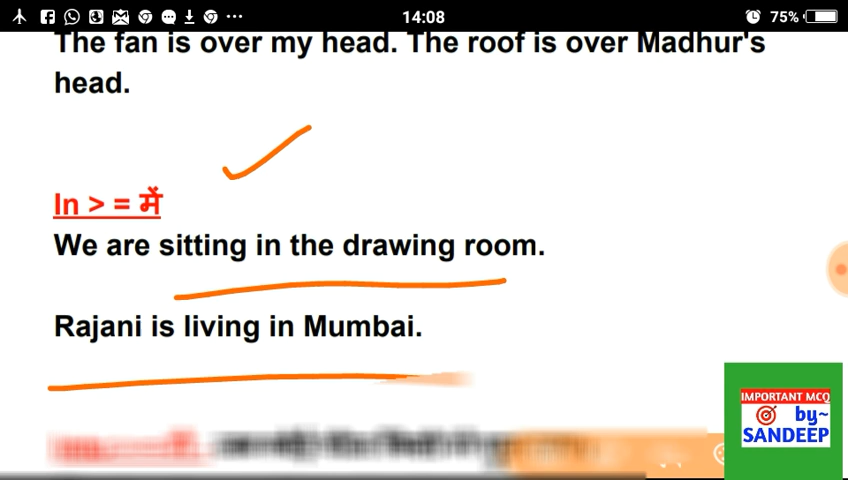 14:08
75%
The fan is over my head. The roof is over Madhur's
head.
In > = में
We are sitting in the drawing room.
Rajani is living in Mumbai.
IMPORTANT MCQ
by~
SANDEEP